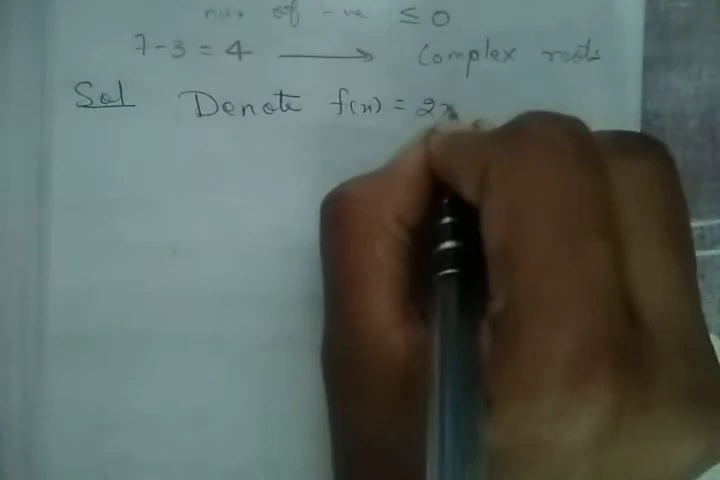 no. of -ve ≤ 0
7-3 = 4 ⟶ Complex roots
Sol Denote f(x) = 2x